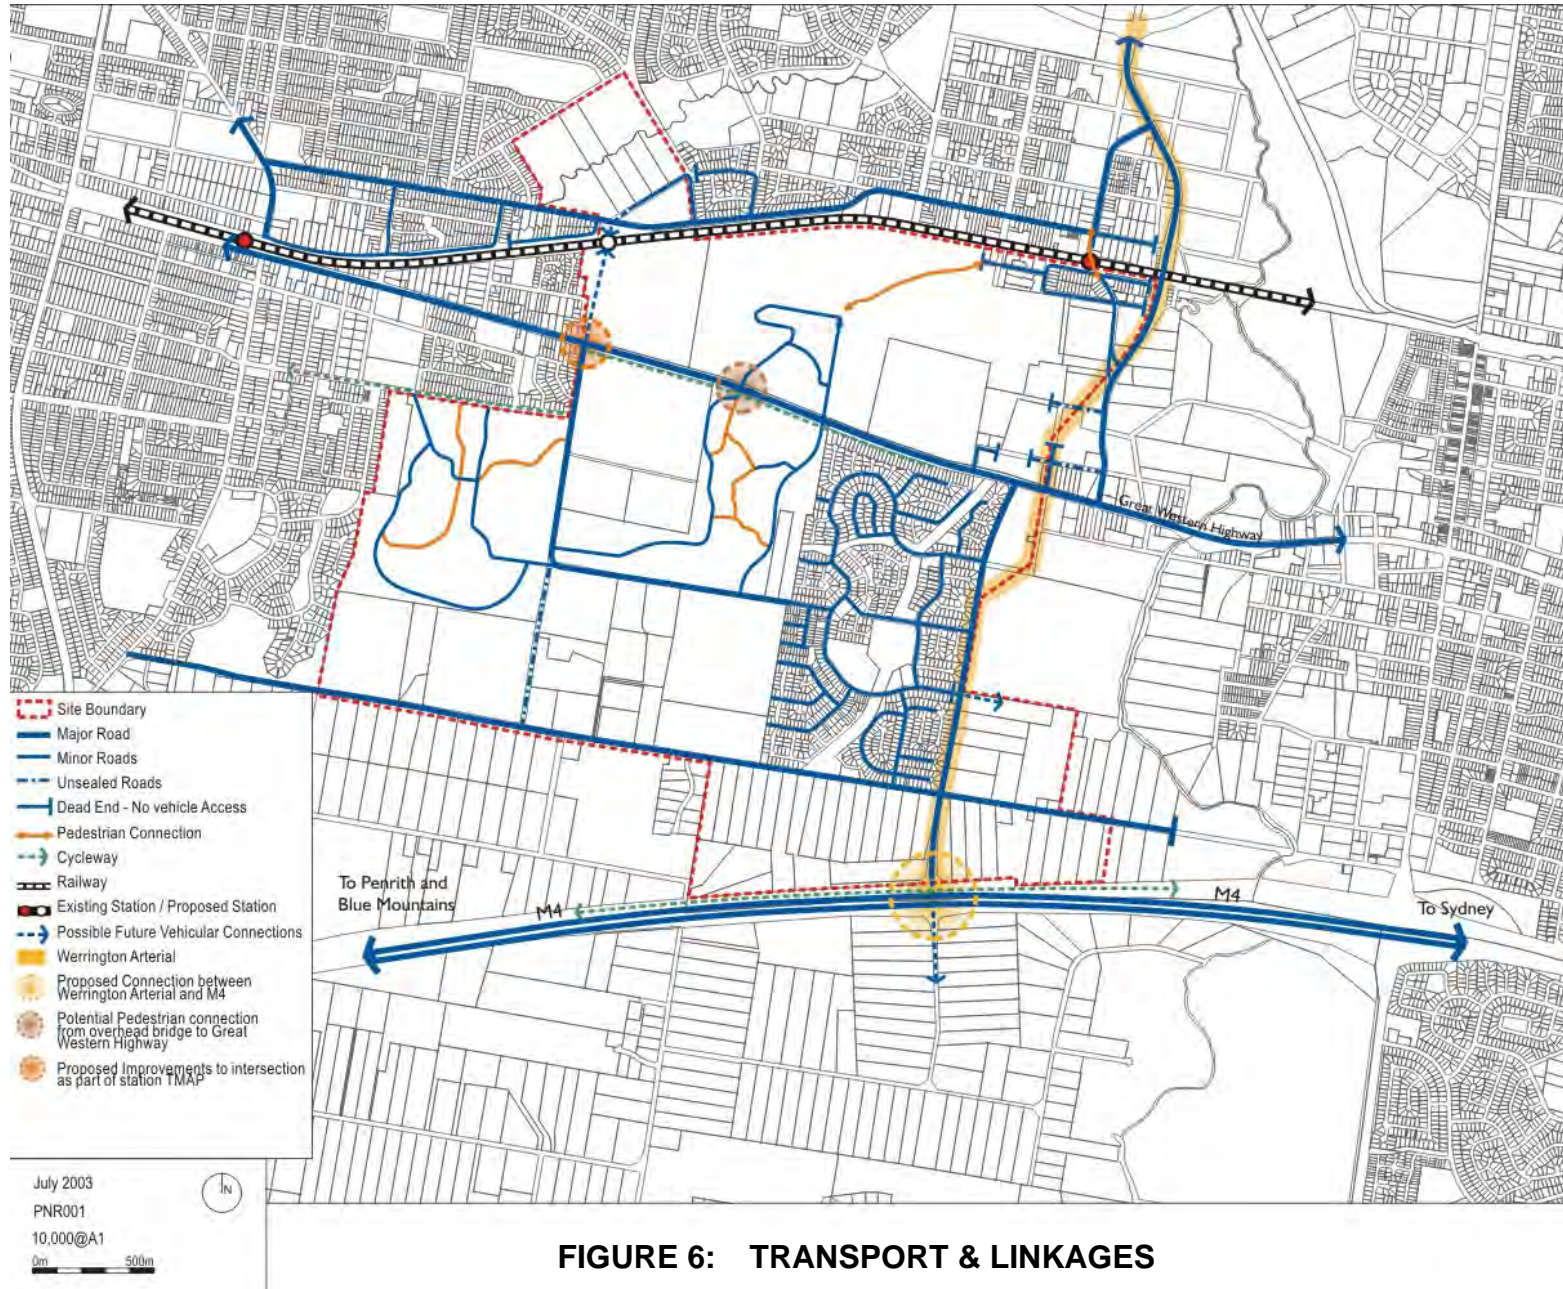 Great Western Highway
Site Boundary
Major Road
Minor Roads
Unsealed Roads
Dead End - No vehicle Access
Pedestrian Connection
Cycleway
Railway
Existing Station / Proposed Station
Possible Future Vehicular Connections
Werrington Arterial
Proposed Connection between
Werrington Arterial and M4
Potential Pedestrian connection
from overhead bridge to Great
Western Highway
Proposed Improvements to intersection
as part of station TMAP
To Penrith and
Blue Mountains
M4
M4
To Sydney
July 2003
PNR001
10,000@A1
0m 500m
N
FIGURE 6: TRANSPORT & LINKAGES